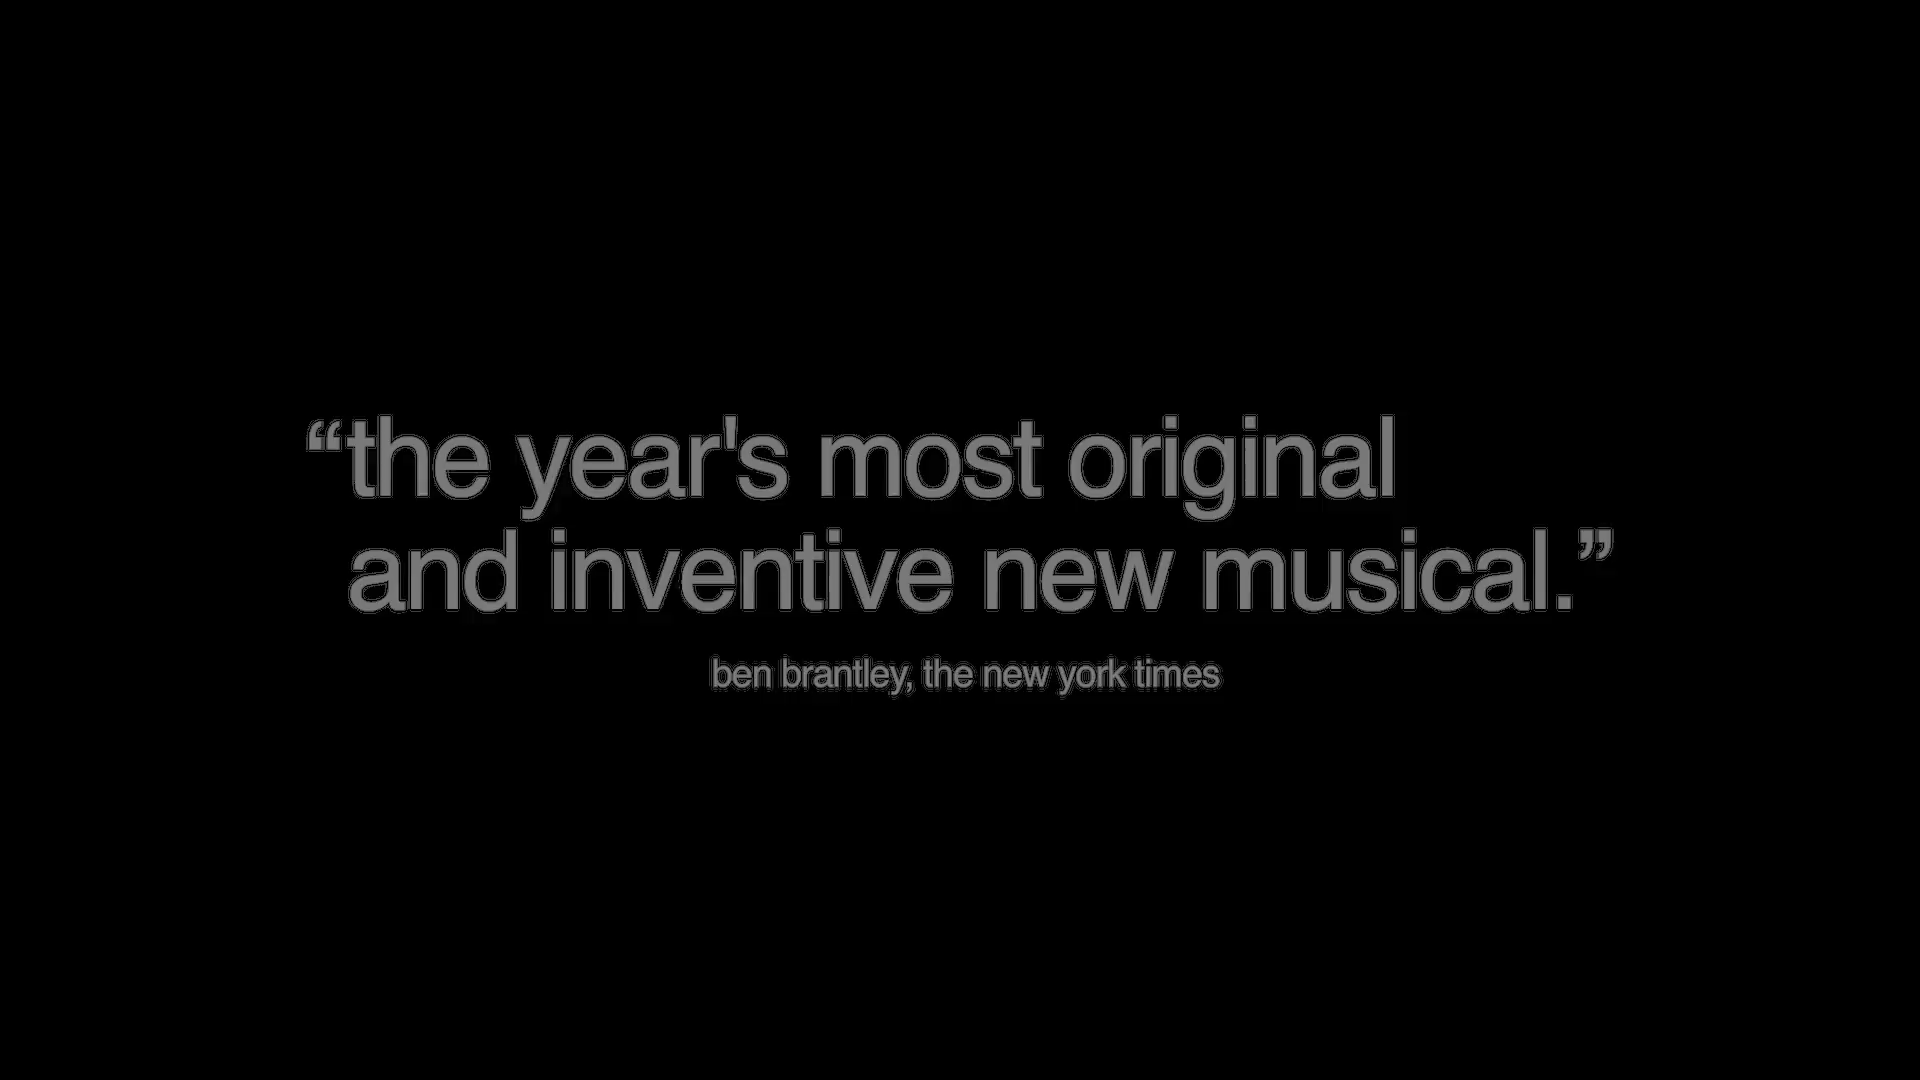 “the year's most original
and inventive new musical.”
ben brantley, the new york times